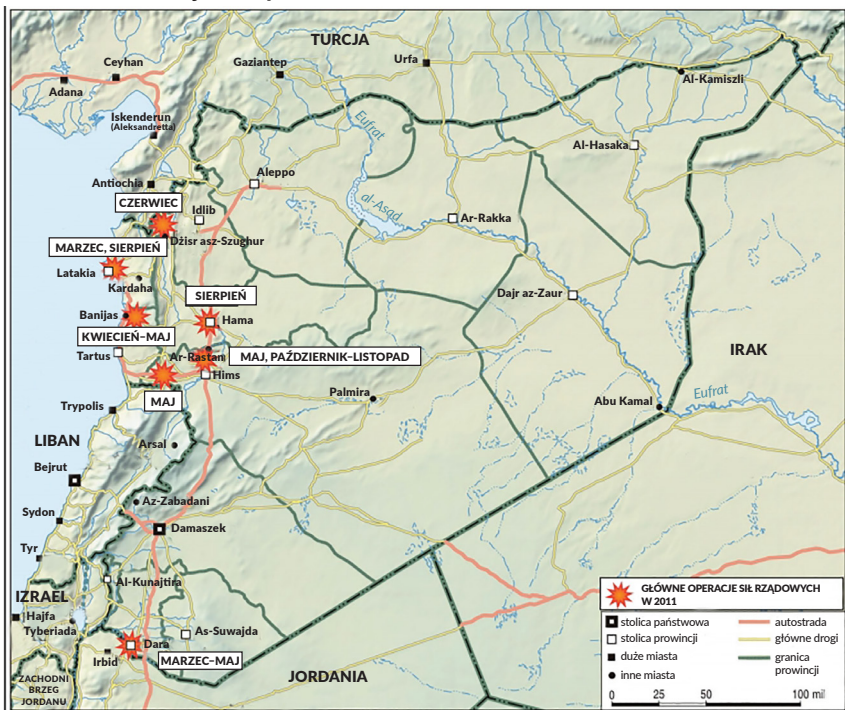 TURCJA
Ceyhan
Gaziantep
Urfa
Adana
Al-Kamiszli
Iskenderun
(Aleksandretta)
Eufrat
Al-Hasaka
Antiochia
Aleppo
CZERWIEC
Idlib
al-Asad
Ar-Rakka
Dżisr asz-Szughur
MARZEC, SIERPIEŃ
Latakia
Kardaha
SIERPIEŃ
Dajr az-Zaur
Banijas
Hama
KWIECIEŃ–MAJ
Tartus
Ar-Rastan
MAJ, PAŹDZIERNIK–LISTOPAD
IRAK
Hims
MAJ
Palmira
Eufrat
Abu Kamal
Trypolis
LIBAN
Arsal
Bejrut
Az-Zabadani
Sydon
Damaszek
Tyr
Al-Kunajtira
IZRAEL
Hajfa
Tyberiada
As-Suwajda
Dara
Irbid
MARZEC–MAJ
ZACHODNI
BRZEG
JORDANU
JORDANIA
GŁÓWNE OPERACJE SIŁ RZĄDOWYCH
W 2011
stolica państwowa
stolica prowincji
duże miasta
inne miasta
autostrada
główne drogi
granica
prowincji
0 25 50 100 mil